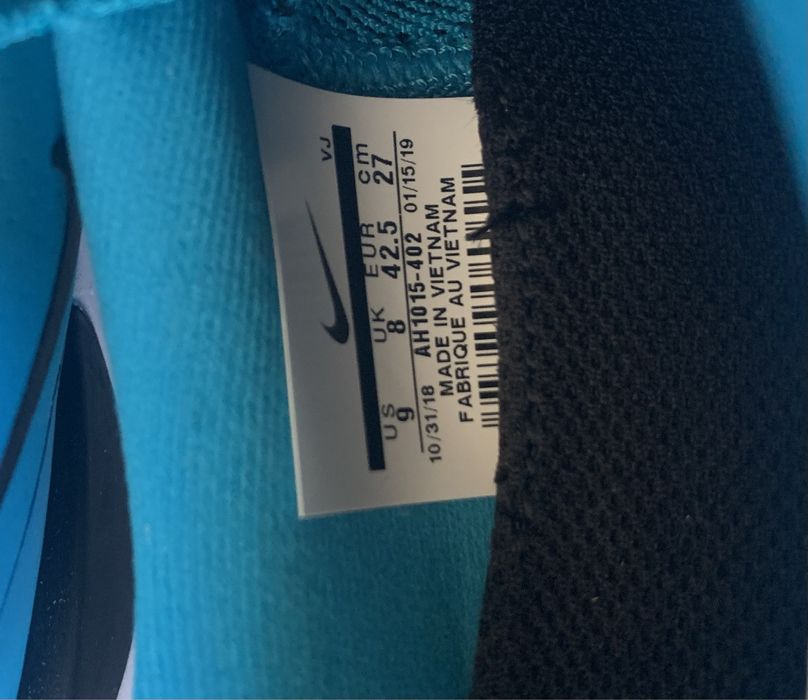 VJ
US UK EUR cm
9 8 42.5 27
10/31/18 AH1015-402 01/15/19
MADE IN VIETNAM
FABRIQUE AU VIETNAM